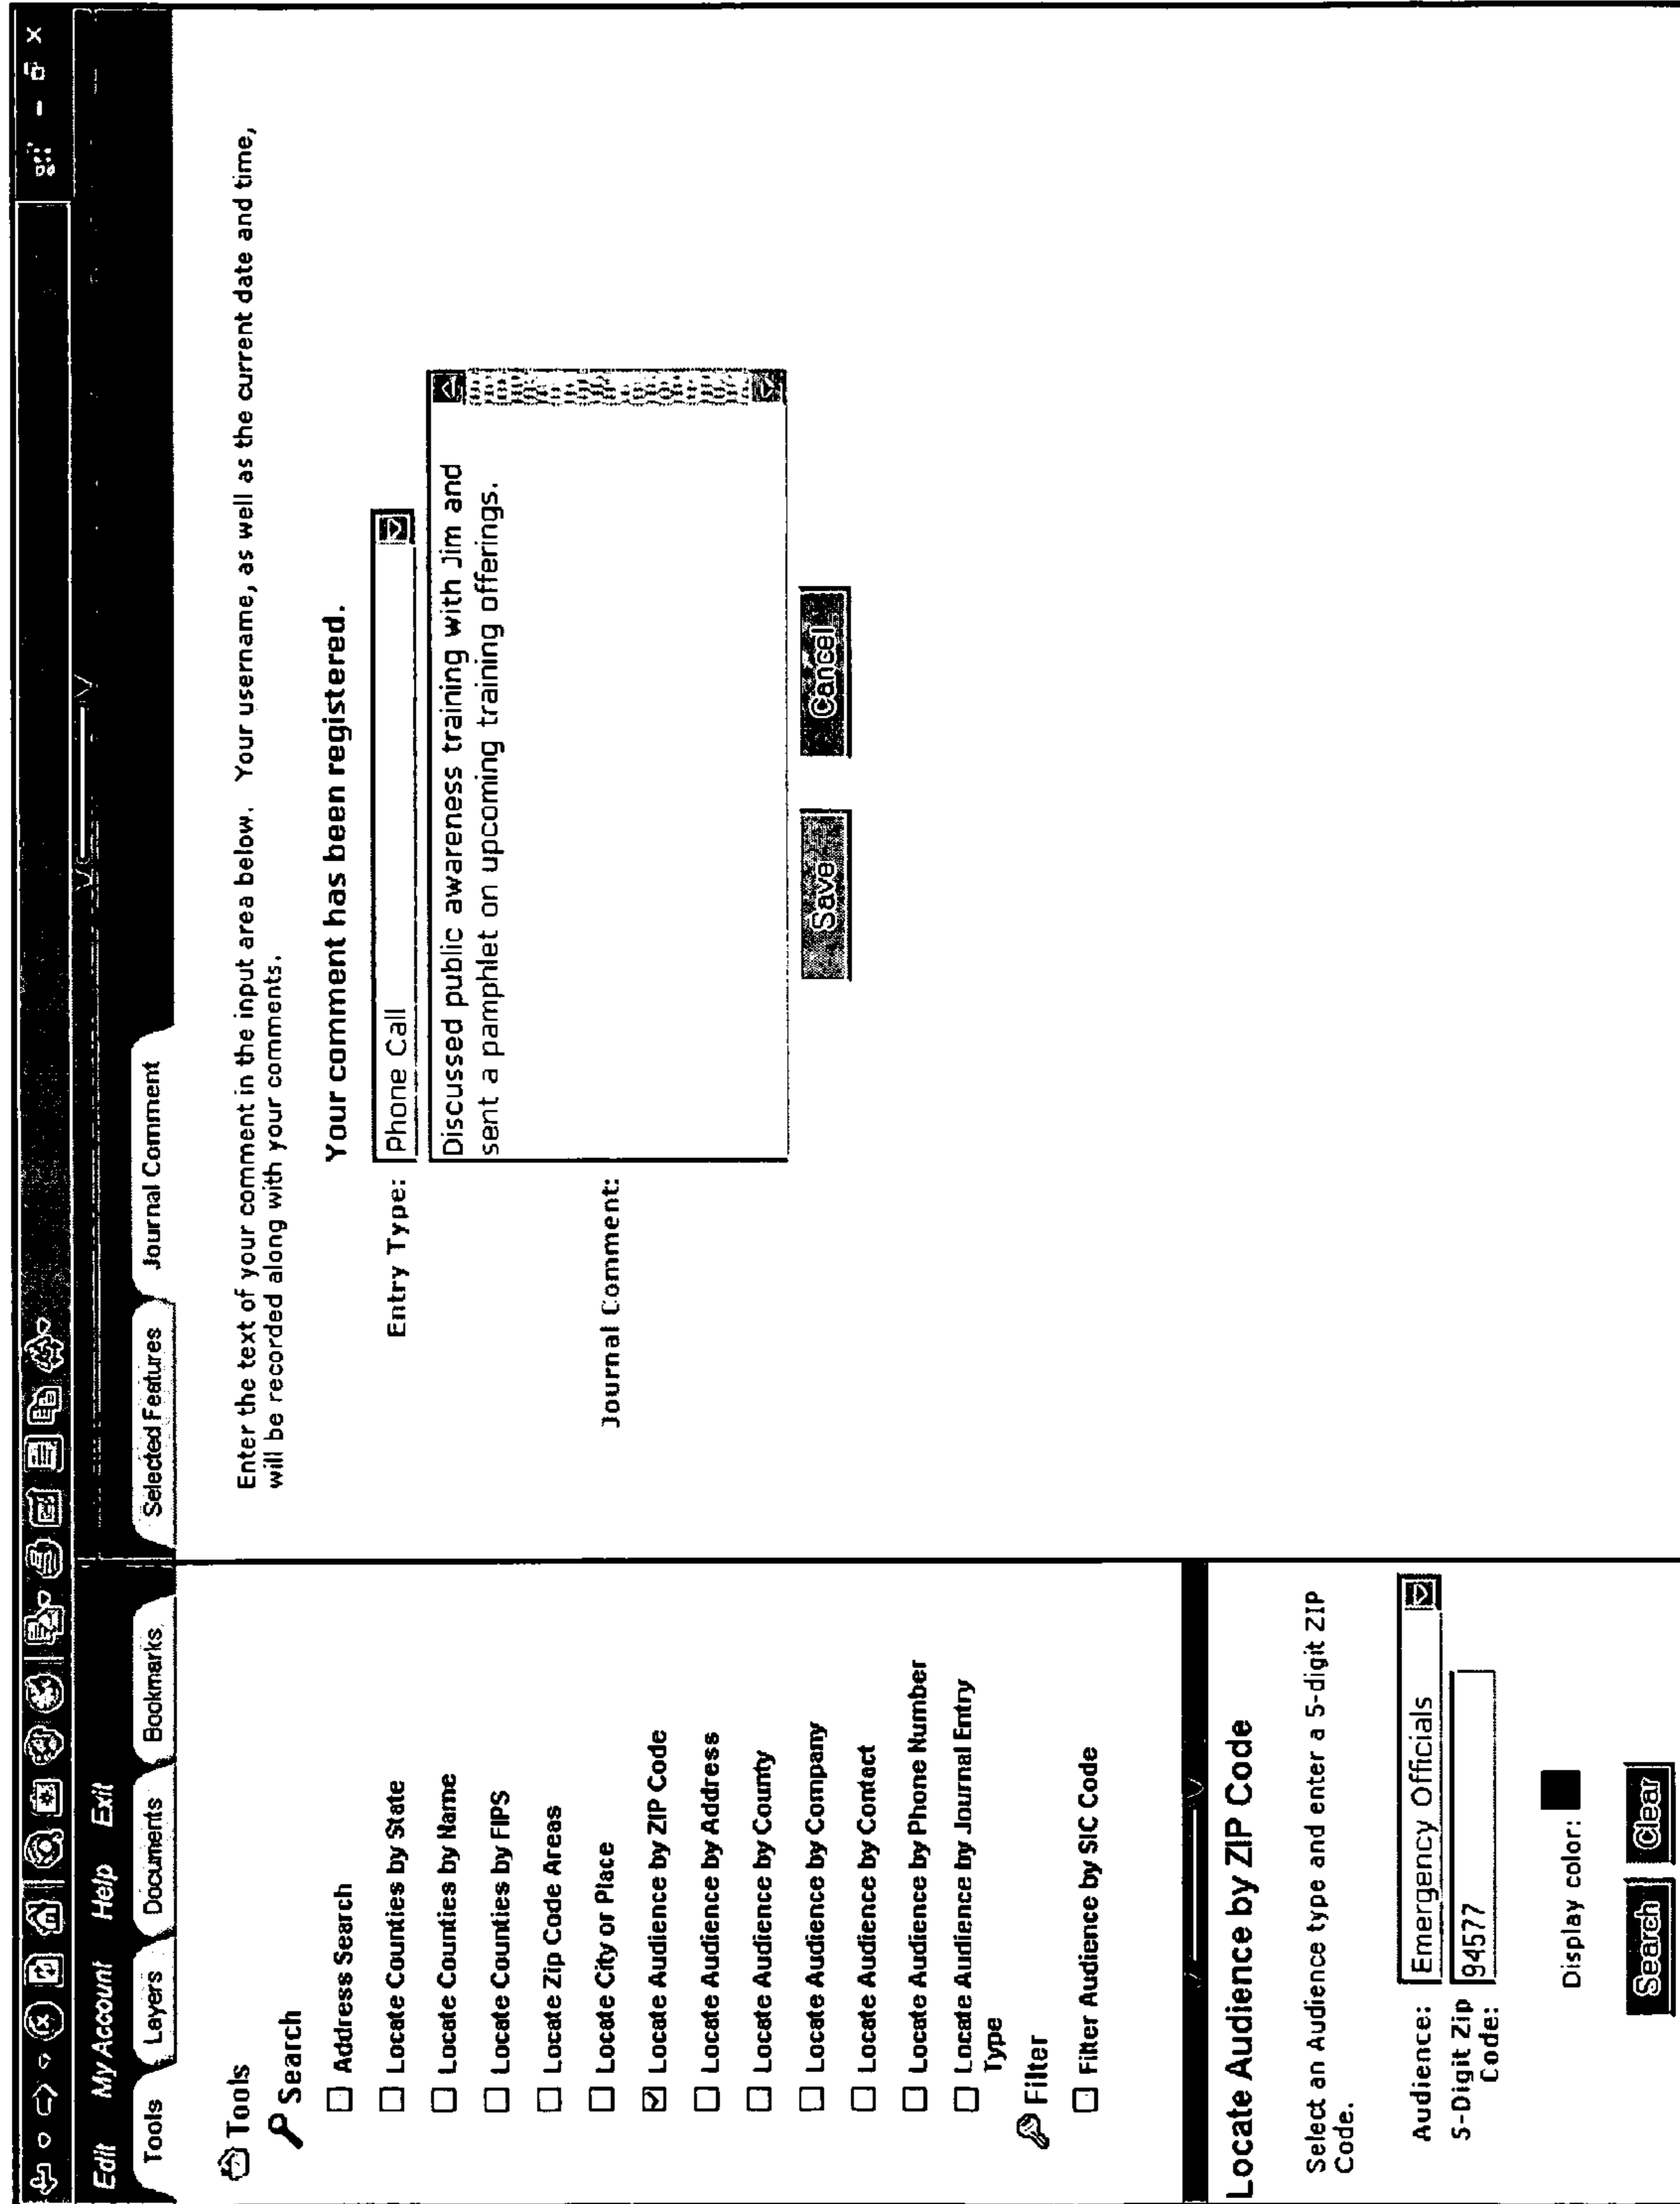 Edit My Account Help Exit
Tools Layers Documents Bookmarks
Tools
Search
Address Search
Locate Counties by State
Locate Counties by Name
Locate Counties by FIPS
Locate Zip Code Areas
Locate City or Place
Locate Audience by ZIP Code
Locate Audience by Address
Locate Audience by County
Locate Audience by Company
Locate Audience by Contact
Locate Audience by Phone Number
Locate Audience by Journal Entry
Type
Filter
Filter Audience by SIC Code
Locate Audience by ZIP Code
Select an Audience type and enter a 5-digit ZIP
Code.
Audience: Emergency Officials
5-Digit Zip
Code: 94577
Display color:
Search Clear
Selected Features Journal Comment
Enter the text of your comment in the input area below. Your username, as well as the current date and time,
will be recorded along with your comments.
Your comment has been registered.
Entry Type: Phone Call
Journal Comment:
Discussed public awareness training with Jim and
sent a pamphlet on upcoming training offerings.
Save Cancel